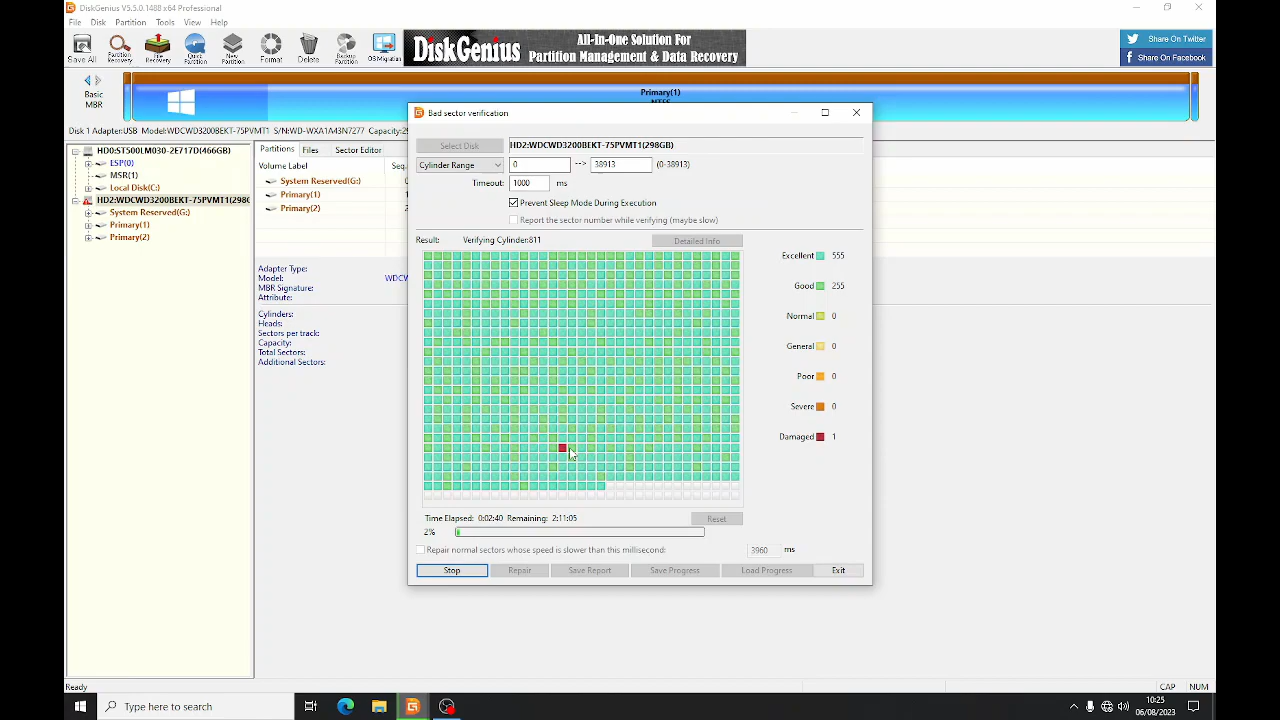 DiskGenius V5.5.0.1488 x64 Professional
File Disk Partition Tools View Help
Save All
Partition Recovery
File Recovery
Quick Partition
New Partition
Format
Delete
Backup Partition
OS Migration
DiskGenius
All-In-One Solution For
Partition Management & Data Recovery
Share On Twitter
Share On Facebook
Basic
MBR
Primary(1)
NTFS
Disk 1 Adapter:USB Model:WDCWD3200BEKT-75PVMT1 S/N:WD-WXA1A43N7277 Capacity:2
HD0:ST500LM030-2E717D(466GB)
ESP(0)
MSR(1)
Local Disk(C:)
HD2:WDCWD3200BEKT-75PVMT1(298G
System Reserved(G:)
Primary(1)
Primary(2)
Partitions Files Sector Editor
Volume Label Seq.
System Reserved(G:)
Primary(1)
Primary(2)
Adapter Type:
Model: WDCW
MBR Signature:
Attribute:
Cylinders:
Heads:
Sectors per track:
Capacity:
Total Sectors:
Additional Sectors:
Bad sector verification
Select Disk HD2:WDCWD3200BEKT-75PVMT1(298GB)
Cylinder Range 0 --> 38913 (0-38913)
Timeout: 1000 ms
Prevent Sleep Mode During Execution
Report the sector number while verifying (maybe slow)
Result: Verifying Cylinder:811 Detailed Info
Excellent 555
Good 255
Normal 0
General 0
Poor 0
Severe 0
Damaged 1
Time Elapsed: 0:02:40 Remaining: 2:11:05 Reset
2%
Repair normal sectors whose speed is slower than this millisecond: 3960 ms
Stop Repair Save Report Save Progress Load Progress Exit
Ready CAP NUM
Type here to search
10:25
06/08/2023